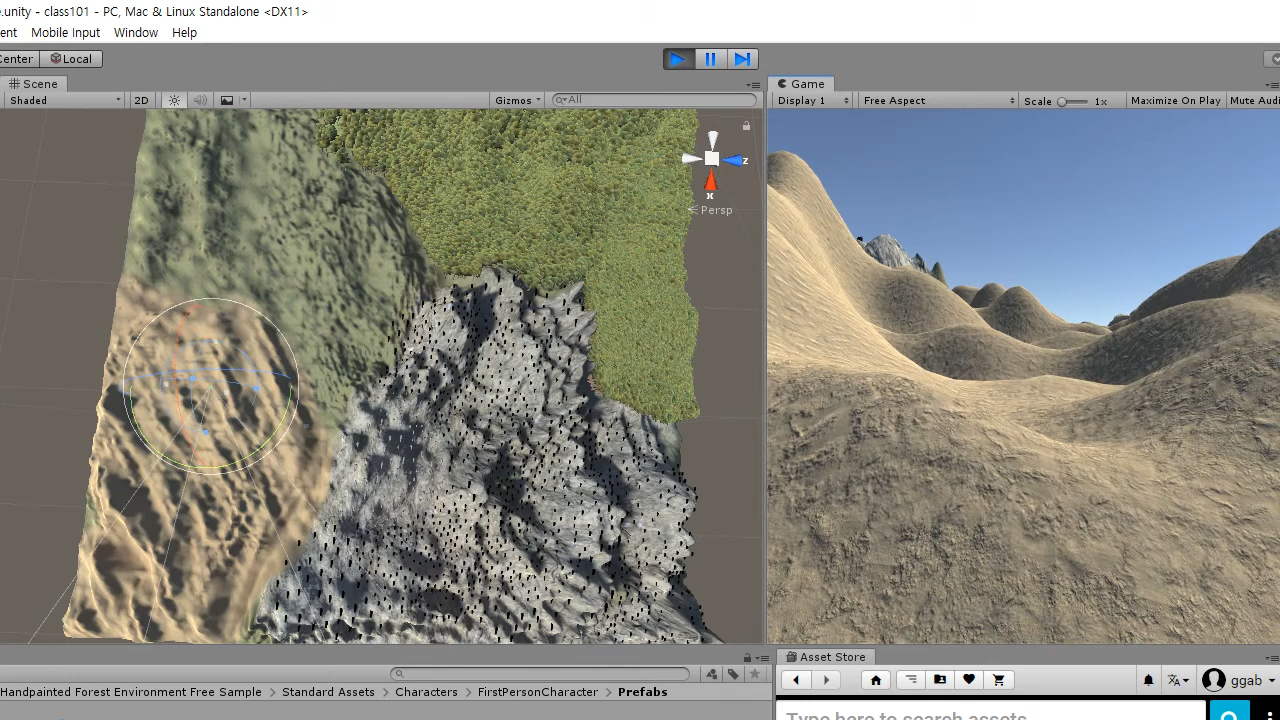 .unity - class101 - PC, Mac & Linux Standalone <DX11>
ent Mobile Input Window Help
Center Local
Scene
Game
Shaded 2D Gizmos All
Display 1 Free Aspect Scale 1x Maximize On Play Mute Audi
z
x
Persp
Asset Store
Handpainted Forest Environment Free Sample > Standard Assets > Characters > FirstPersonCharacter > Prefabs
ggab
Type here to search assets